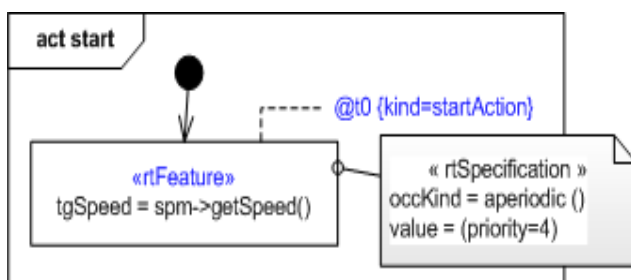 act start
@t0 {kind=startAction}
«rtFeature»
tgSpeed = spm->getSpeed()
« rtSpecification »
occKind = aperiodic ()
value = (priority=4)